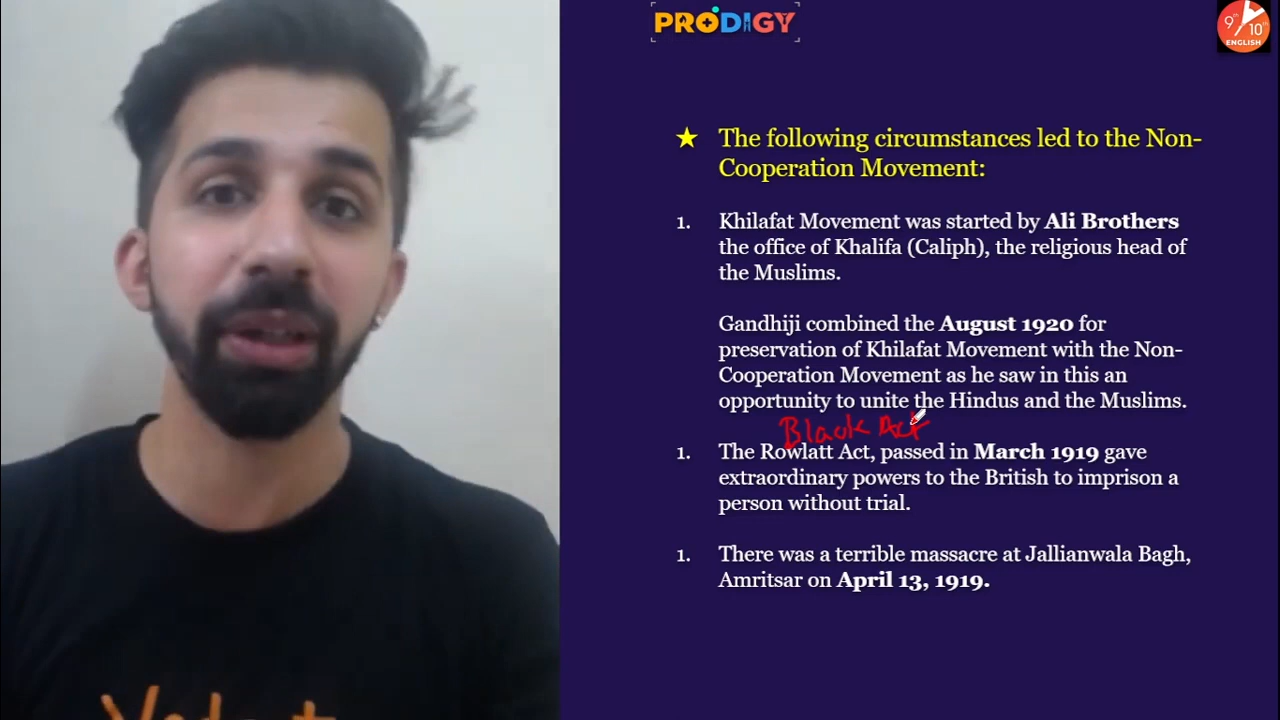 PRODIGY
9th/10th
ENGLISH
★ The following circumstances led to the Non-
Cooperation Movement:
1. Khilafat Movement was started by Ali Brothers
the office of Khalifa (Caliph), the religious head of
the Muslims.
Gandhiji combined the August 1920 for
preservation of Khilafat Movement with the Non-
Cooperation Movement as he saw in this an
opportunity to unite the Hindus and the Muslims.
Black Act
1. The Rowlatt Act, passed in March 1919 gave
extraordinary powers to the British to imprison a
person without trial.
1. There was a terrible massacre at Jallianwala Bagh,
Amritsar on April 13, 1919.